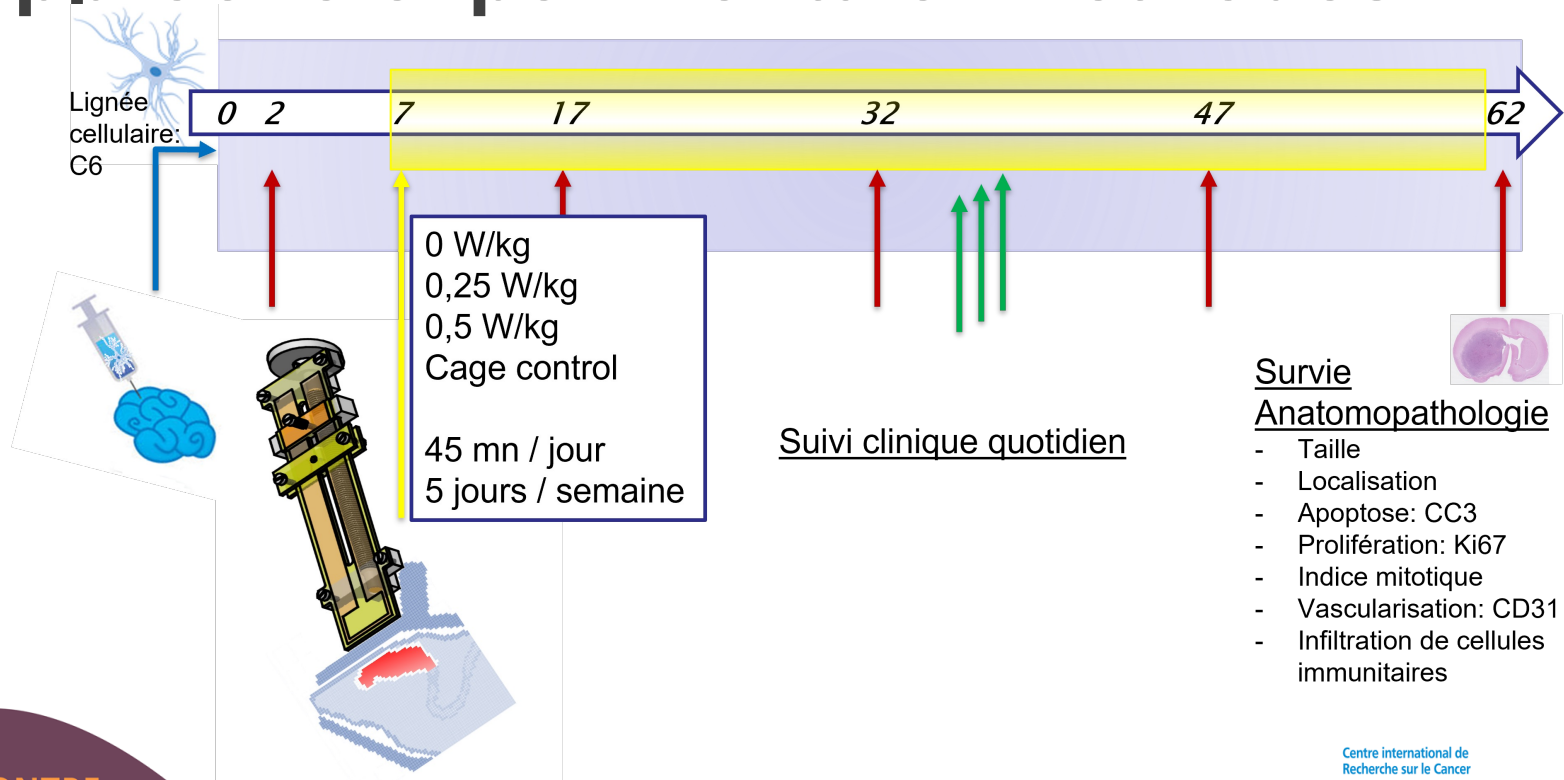 Lignée
cellulaire:
C6
0 2 7 17 32 47 62
0 W/kg
0,25 W/kg
0,5 W/kg
Cage control
45 mn / jour
5 jours / semaine
Suivi clinique quotidien
Survie
Anatomopathologie
- Taille
- Localisation
- Apoptose: CC3
- Prolifération: Ki67
- Indice mitotique
- Vascularisation: CD31
- Infiltration de cellules
immunitaires
Centre international de
Recherche sur le Cancer